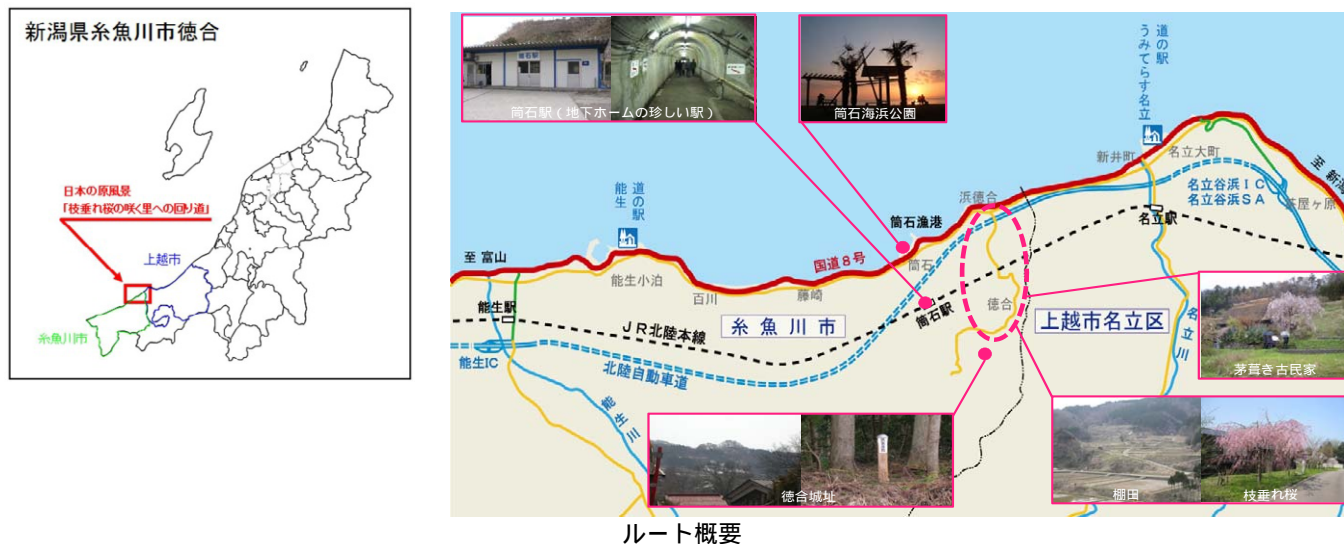 新潟県糸魚川市徳合
日本の原風景
「枝垂れ桜の咲く里への回り道」
上越市
糸魚川市
筒石駅
筒石駅（地下ホームの珍しい駅）
筒石海浜公園
道の駅
うみてらす名立
新井町
名立大町
至 新潟
名立谷浜ＩＣ
名立谷浜ＳＡ
茶屋ヶ原
浜徳合
名立駅
道の駅
能生
筒石漁港
至 富山
国道８号
筒石
能生小泊
百川
藤崎
筒石駅
徳合
能生駅
ＪＲ北陸本線
糸魚川市
上越市名立区
名立川
能生IC
北陸自動車道
能生川
茅葺き古民家
徳合城址
棚田
枝垂れ桜
ルート概要